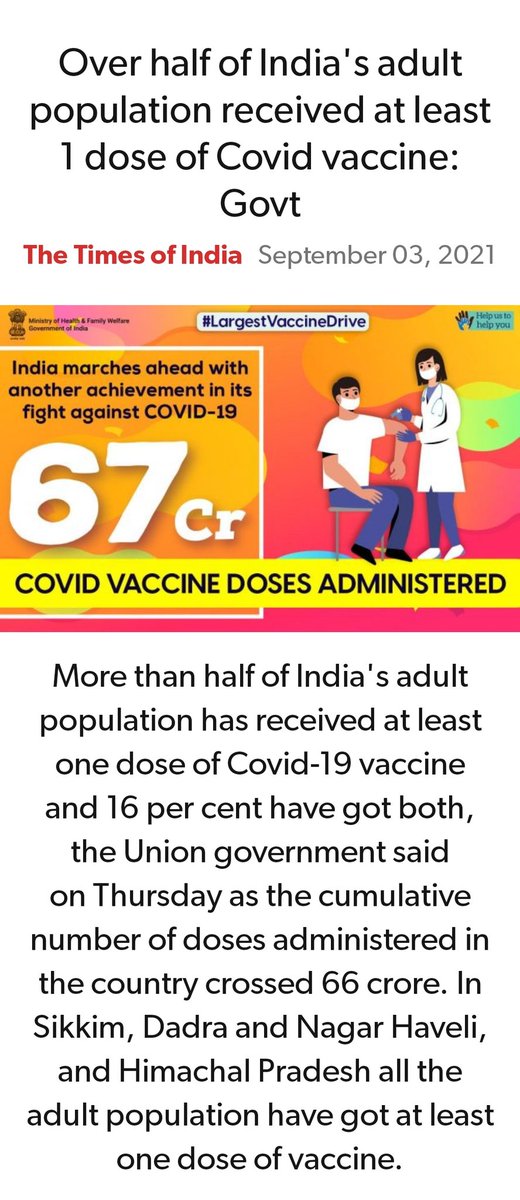 Over half of India's adult
population received at least
1 dose of Covid vaccine:
Govt
The Times of India September 03, 2021
Ministry of Health & Family Welfare
Government of India
#LargestVaccineDrive
Help us to
help you
India marches ahead with
another achievement in its
fight against COVID-19
67 Cr
COVID VACCINE DOSES ADMINISTERED
More than half of India's adult
population has received at least
one dose of Covid-19 vaccine
and 16 per cent have got both,
the Union government said
on Thursday as the cumulative
number of doses administered in
the country crossed 66 crore. In
Sikkim, Dadra and Nagar Haveli,
and Himachal Pradesh all the
adult population have got at least
one dose of vaccine.